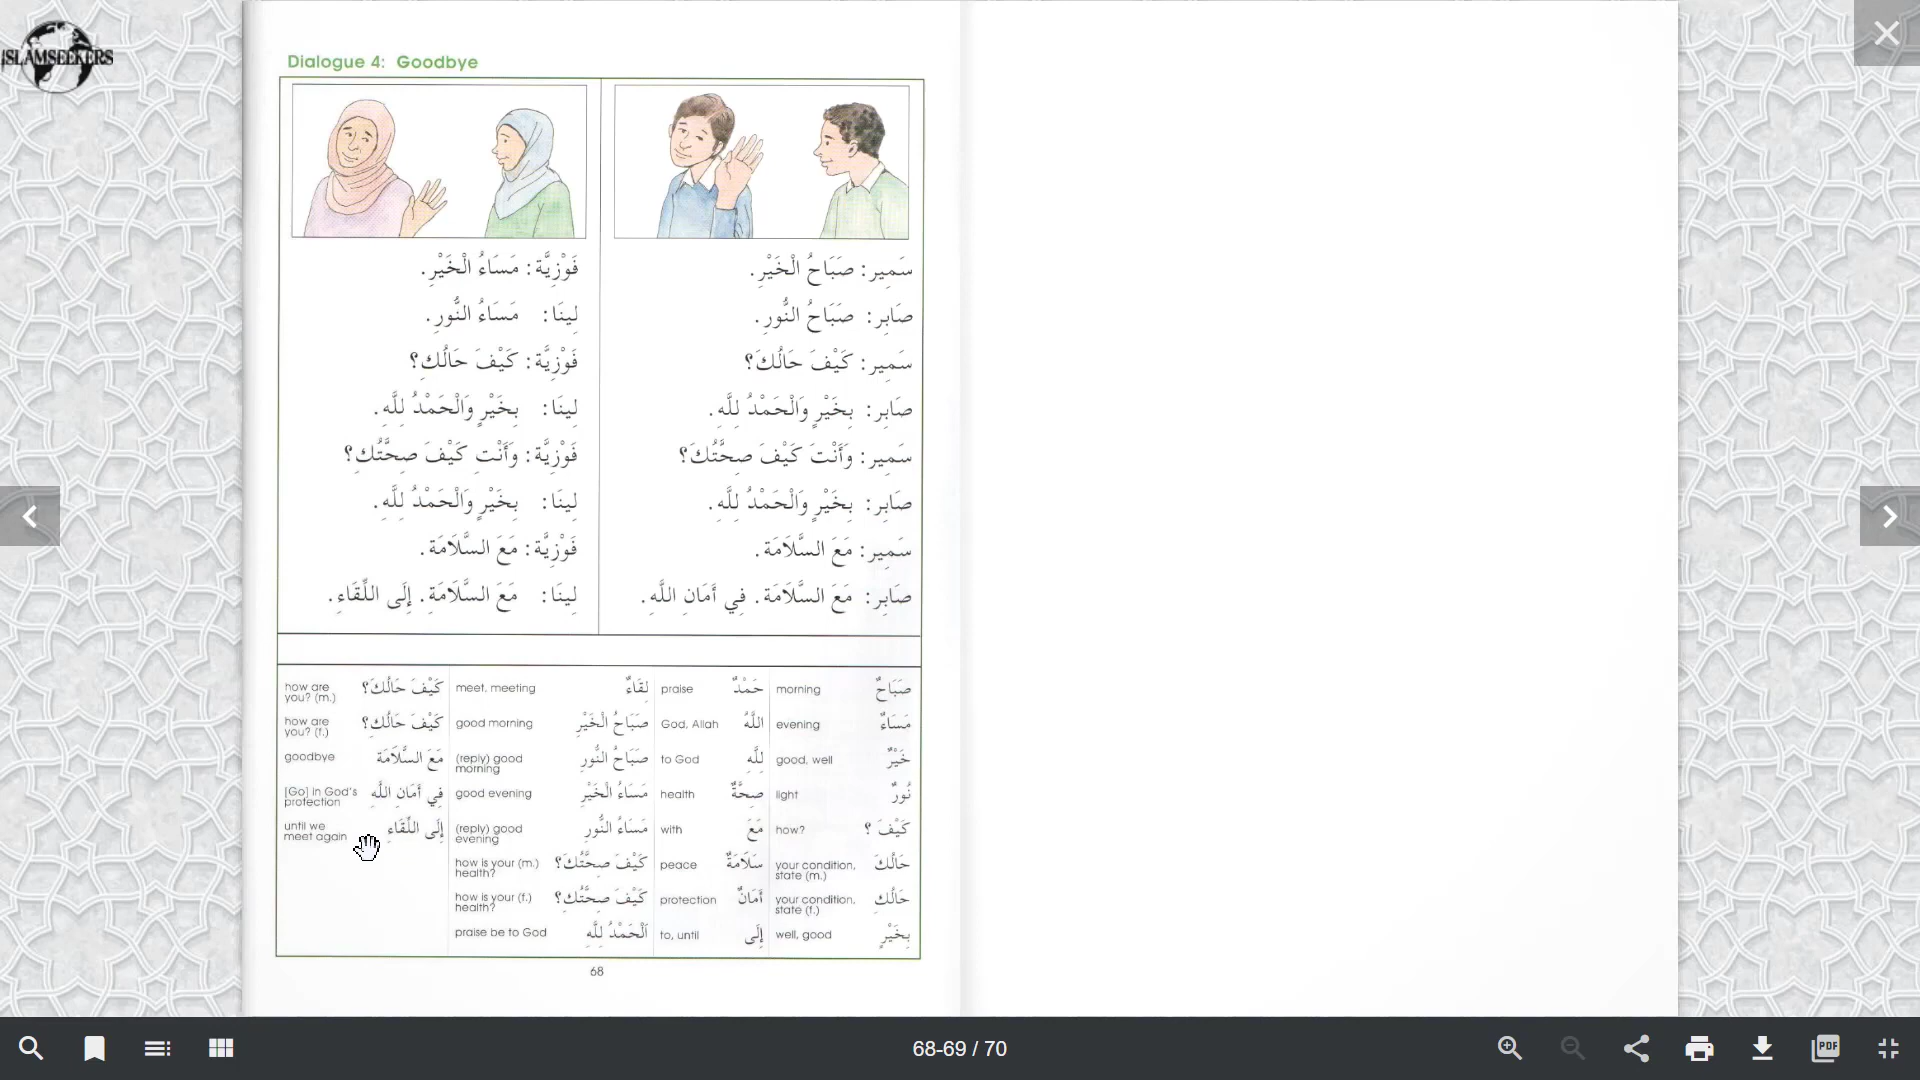 ISLAMSEEKERS
Dialogue 4: Goodbye
سَمِير: صَبَاحُ الْخَيْرِ.
صَابِر: صَبَاحُ النُّورِ.
سَمِير: كَيْفَ حَالُكَ؟
صَابِر: بِخَيْرٍ وَالْحَمْدُ لِلَّهِ.
سَمِير: وَأَنْتَ كَيْفَ صِحَّتُكَ؟
صَابِر: بِخَيْرٍ وَالْحَمْدُ لِلَّهِ.
سَمِير: مَعَ السَّلَامَة.
صَابِر: مَعَ السَّلَامَة. فِي أَمَانِ اللَّهِ.
فَوْزِيَّة: مَسَاءُ الْخَيْرِ.
لِينَا: مَسَاءُ النُّورِ.
فَوْزِيَّة: كَيْفَ حَالُكِ؟
لِينَا: بِخَيْرٍ وَالْحَمْدُ لِلَّهِ.
فَوْزِيَّة: وَأَنْتِ كَيْفَ صِحَّتُكِ؟
لِينَا: بِخَيْرٍ وَالْحَمْدُ لِلَّهِ.
فَوْزِيَّة: مَعَ السَّلَامَة.
لِينَا: مَعَ السَّلَامَةِ. إِلَى اللِّقَاءِ.
صَبَاحٌ morning
مَسَاءٌ evening
خَيْرٌ good, well
نُورٌ light
كَيْفَ ؟ how?
حَالُكَ your condition,
state (m.)
حَالُكِ your condition,
state (f.)
بِخَيْرٍ well, good
حَمْدٌ praise
اللَّهُ God, Allah
لِلَّهِ to God
صِحَّةٌ health
مَعَ with
سَلَامَةٌ peace
أَمَانٌ protection
إِلَى to, until
لِقَاءٌ meet, meeting
صَبَاحُ الْخَيْرِ good morning
صَبَاحُ النُّورِ (reply) good
morning
مَسَاءُ الْخَيْرِ good evening
مَسَاءُ النُّورِ (reply) good
evening
كَيْفَ صِحَّتُكَ؟ how is your (m.)
health?
كَيْفَ صِحَّتُكِ؟ how is your (f.)
health?
اَلْحَمْدُ لِلَّهِ praise be to God
كَيْفَ حَالُكَ؟ how are
you? (m.)
كَيْفَ حَالُكِ؟ how are
you? (f.)
مَعَ السَّلَامَة goodbye
فِي أَمَانِ اللَّهِ [Go] in God's
protection
إِلَى اللِّقَاءِ until we
meet again
68
68-69 / 70
PDF